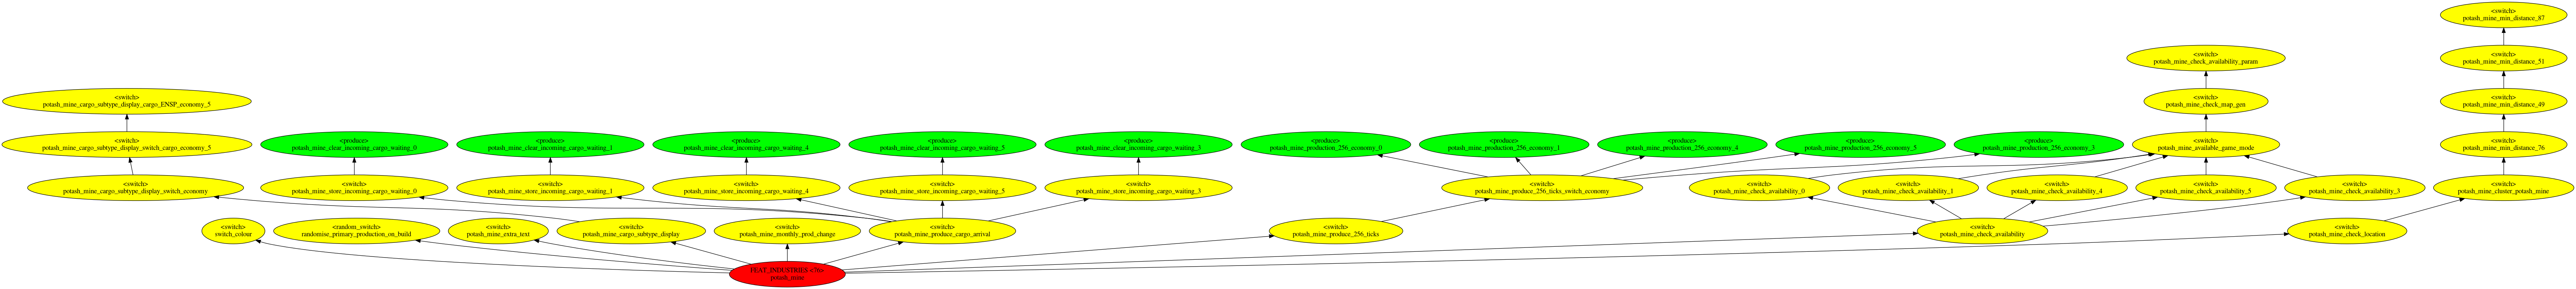 <switch>
potash_mine_min_distance_87
<switch>
potash_mine_check_availability_param
<switch>
potash_mine_min_distance_51
<switch>
potash_mine_cargo_subtype_display_cargo_ENSP_economy_5
<switch>
potash_mine_check_map_gen
<switch>
potash_mine_min_distance_49
<switch>
potash_mine_cargo_subtype_display_switch_cargo_economy_5
<produce>
potash_mine_clear_incoming_cargo_waiting_0
<produce>
potash_mine_clear_incoming_cargo_waiting_1
<produce>
potash_mine_clear_incoming_cargo_waiting_4
<produce>
potash_mine_clear_incoming_cargo_waiting_5
<produce>
potash_mine_clear_incoming_cargo_waiting_3
<produce>
potash_mine_production_256_economy_0
<produce>
potash_mine_production_256_economy_1
<produce>
potash_mine_production_256_economy_4
<produce>
potash_mine_production_256_economy_5
<produce>
potash_mine_production_256_economy_3
<switch>
potash_mine_available_game_mode
<switch>
potash_mine_min_distance_76
<switch>
potash_mine_cargo_subtype_display_switch_economy
<switch>
potash_mine_store_incoming_cargo_waiting_0
<switch>
potash_mine_store_incoming_cargo_waiting_1
<switch>
potash_mine_store_incoming_cargo_waiting_4
<switch>
potash_mine_store_incoming_cargo_waiting_5
<switch>
potash_mine_store_incoming_cargo_waiting_3
<switch>
potash_mine_produce_256_ticks_switch_economy
<switch>
potash_mine_check_availability_0
<switch>
potash_mine_check_availability_1
<switch>
potash_mine_check_availability_4
<switch>
potash_mine_check_availability_5
<switch>
potash_mine_check_availability_3
<switch>
potash_mine_cluster_potash_mine
<switch>
switch_colour
<random_switch>
randomise_primary_production_on_build
<switch>
potash_mine_extra_text
<switch>
potash_mine_cargo_subtype_display
<switch>
potash_mine_monthly_prod_change
<switch>
potash_mine_produce_cargo_arrival
<switch>
potash_mine_produce_256_ticks
<switch>
potash_mine_check_availability
<switch>
potash_mine_check_location
FEAT_INDUSTRIES <76>
potash_mine